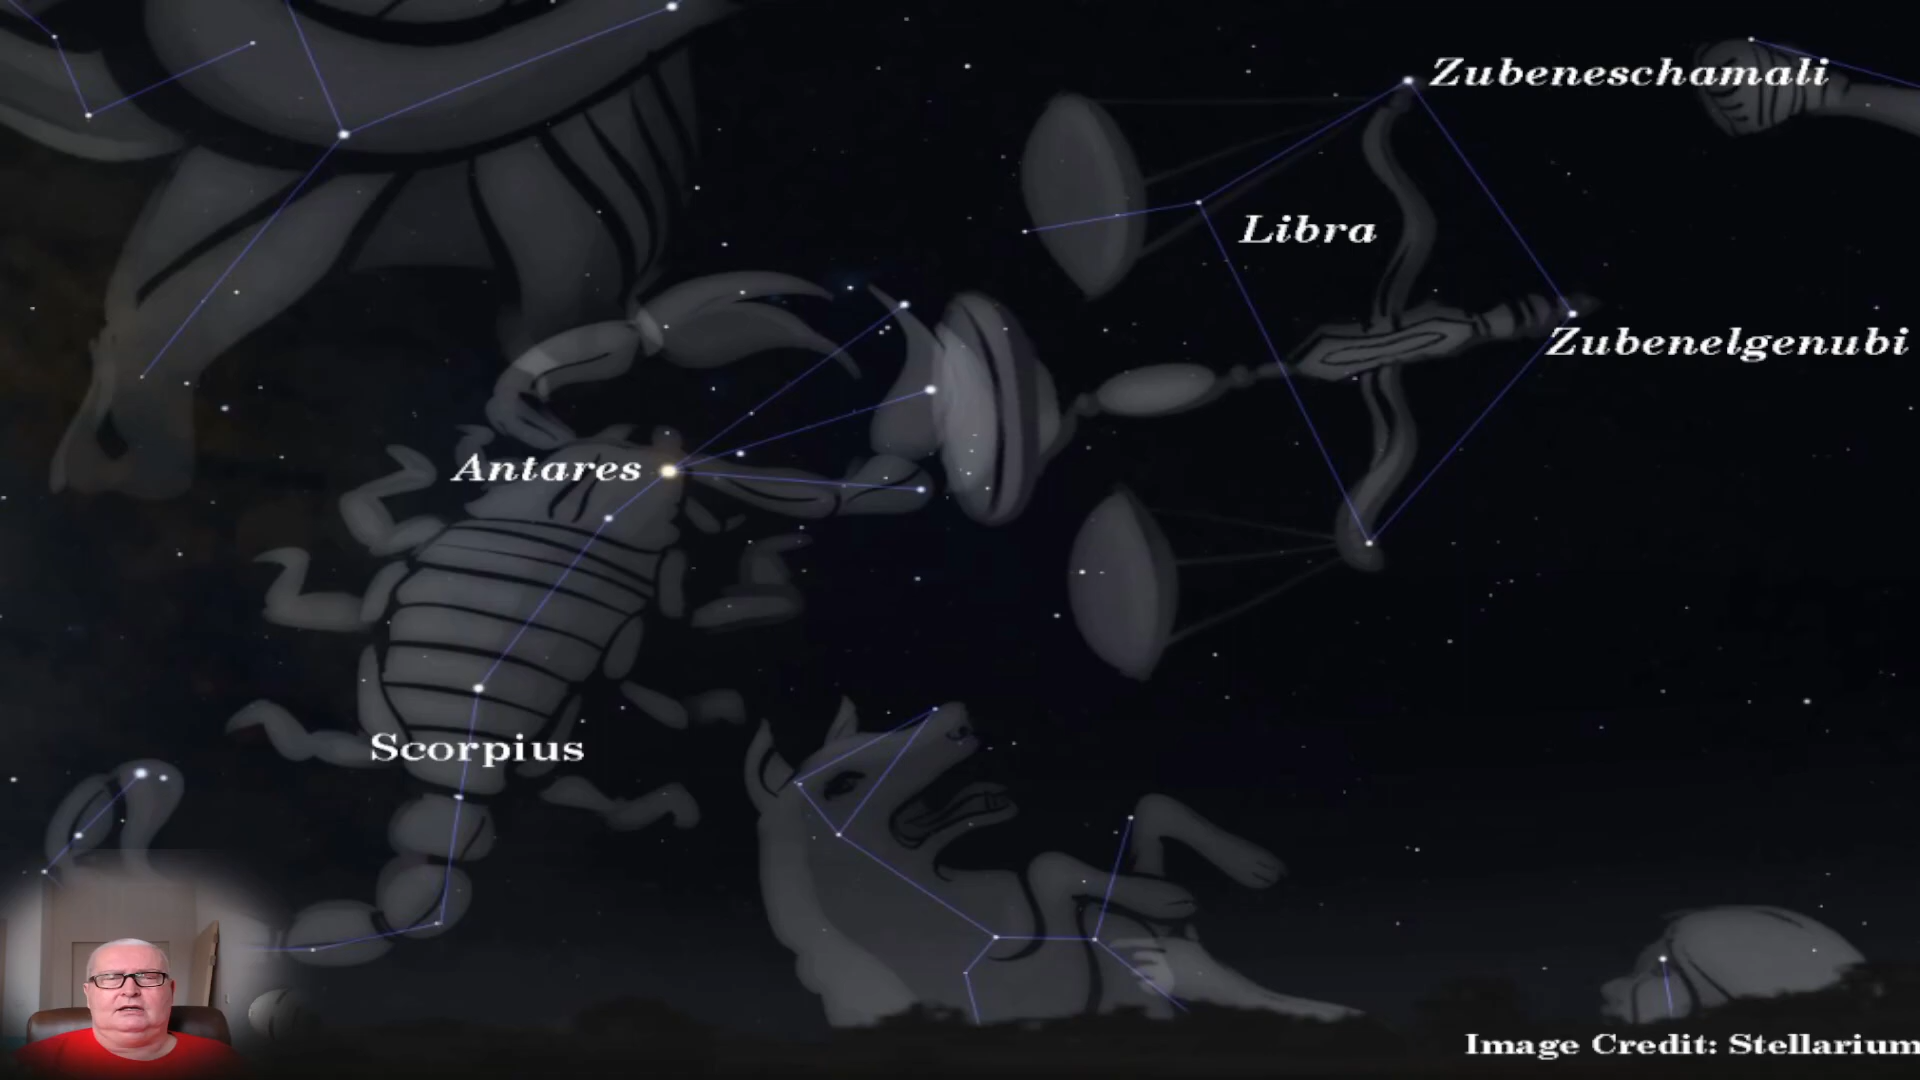 Zubeneschamali
Libra
Zubenelgenubi
Antares
Scorpius
Image Credit: Stellarium